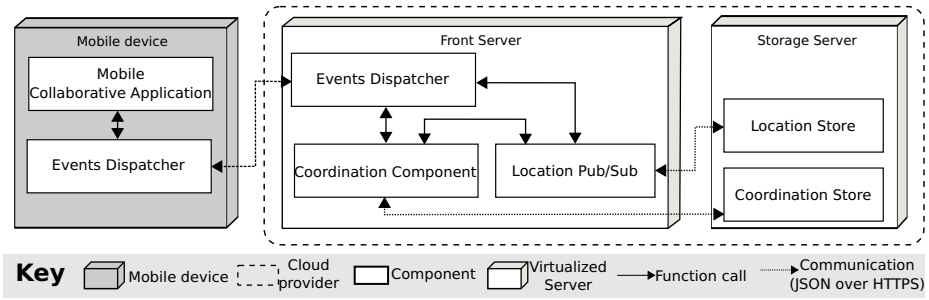 Mobile device
Mobile
Collaborative Application
Events Dispatcher
Front Server
Events Dispatcher
Coordination Component
Location Pub/Sub
Storage Server
Location Store
Coordination Store
Key
Mobile device
Cloud
provider
Component
Virtualized
Server
Function call
Communication
(JSON over HTTPS)